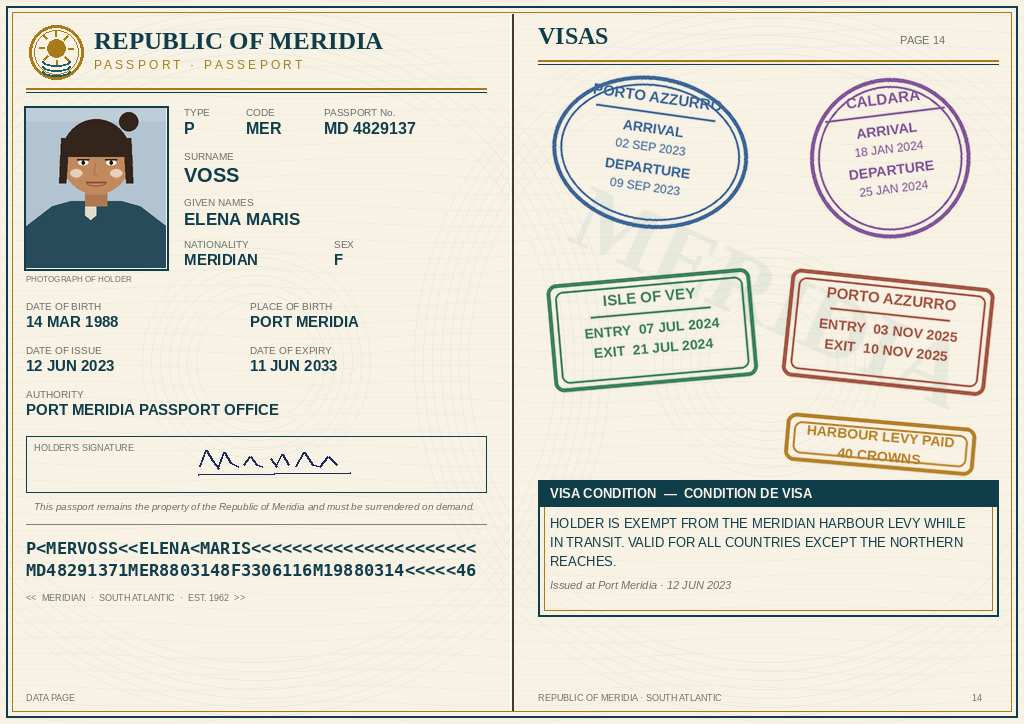 REPUBLIC OF MERIDIA
PASSPORT · PASSEPORT
TYPE CODE PASSPORT No.
P MER MD 4829137
SURNAME
VOSS
GIVEN NAMES
ELENA MARIS
NATIONALITY SEX
MERIDIAN F
PHOTOGRAPH OF HOLDER
DATE OF BIRTH PLACE OF BIRTH
14 MAR 1988 PORT MERIDIA
DATE OF ISSUE DATE OF EXPIRY
12 JUN 2023 11 JUN 2033
AUTHORITY
PORT MERIDIA PASSPORT OFFICE
HOLDER'S SIGNATURE
This passport remains the property of the Republic of Meridia and must be surrendered on demand.
P<MERVOSS<<ELENA<MARIS<<<<<<<<<<<<<<<<<<<<<<
MD48291371MER8803148F3306116M19880314<<<<<46
<< MERIDIAN · SOUTH ATLANTIC · EST. 1962 >>
DATA PAGE
VISAS
PAGE 14
PORTO AZZURRO
ARRIVAL
02 SEP 2023
DEPARTURE
09 SEP 2023
CALDARA
ARRIVAL
18 JAN 2024
DEPARTURE
25 JAN 2024
MERIDIA
ISLE OF VEY
ENTRY 07 JUL 2024
EXIT 21 JUL 2024
PORTO AZZURRO
ENTRY 03 NOV 2025
EXIT 10 NOV 2025
HARBOUR LEVY PAID
40 CROWNS
VISA CONDITION — CONDITION DE VISA
HOLDER IS EXEMPT FROM THE MERIDIAN HARBOUR LEVY WHILE
IN TRANSIT. VALID FOR ALL COUNTRIES EXCEPT THE NORTHERN
REACHES.
Issued at Port Meridia · 12 JUN 2023
REPUBLIC OF MERIDIA · SOUTH ATLANTIC
14